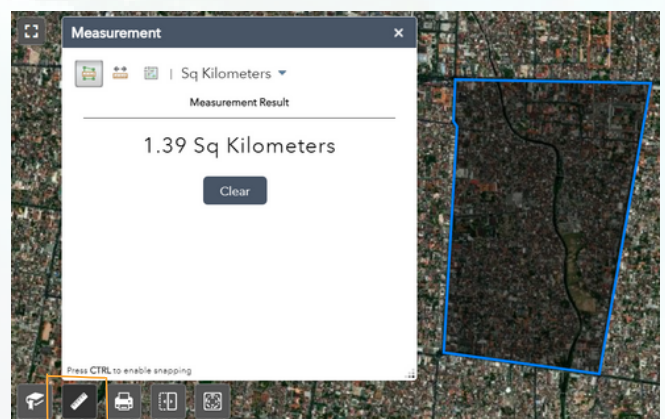 Measurement
| Sq Kilometers
Measurement Result
1.39 Sq Kilometers
Clear
Press CTRL to enable snapping